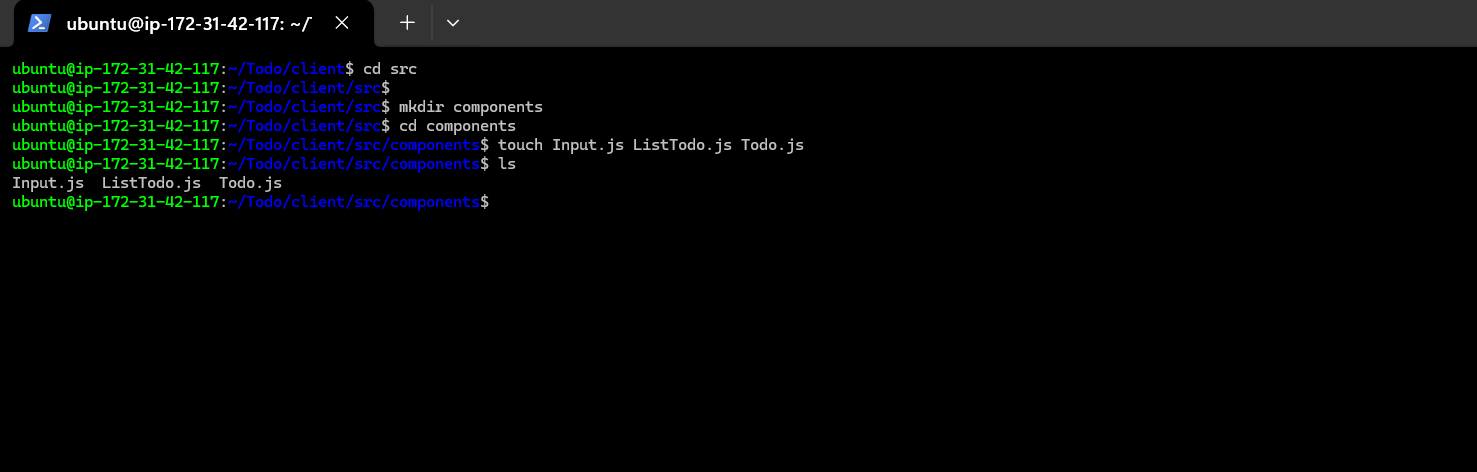 ubuntu@ip-172-31-42-117: ~/T
ubuntu@ip-172-31-42-117:~/Todo/client$ cd src
ubuntu@ip-172-31-42-117:~/Todo/client/src$
ubuntu@ip-172-31-42-117:~/Todo/client/src$ mkdir components
ubuntu@ip-172-31-42-117:~/Todo/client/src$ cd components
ubuntu@ip-172-31-42-117:~/Todo/client/src/components$ touch Input.js ListTodo.js Todo.js
ubuntu@ip-172-31-42-117:~/Todo/client/src/components$ ls
Input.js  ListTodo.js  Todo.js
ubuntu@ip-172-31-42-117:~/Todo/client/src/components$